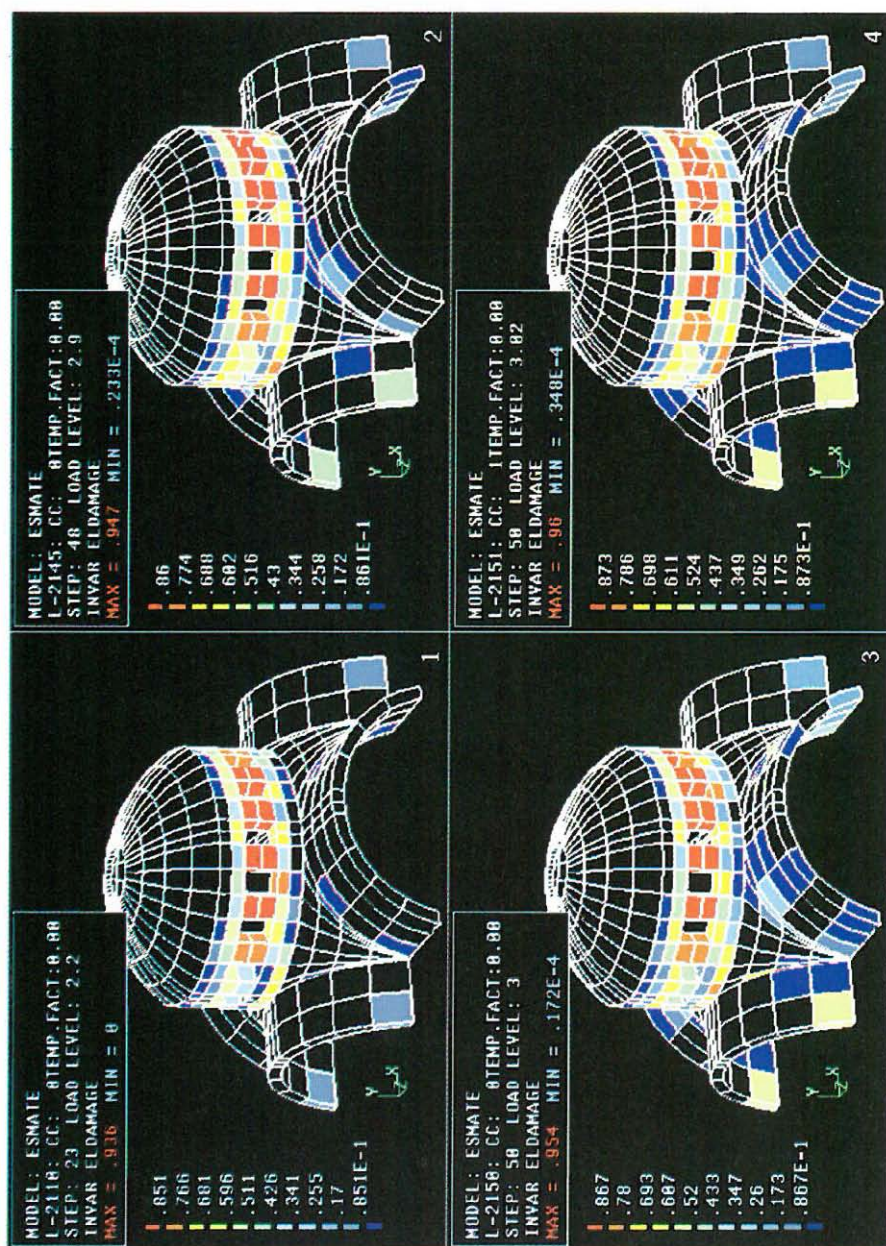 MODEL: ESMATE
L-2110: CC: 0TEMP.FACT:0.00
STEP: 23 LOAD LEVEL: 2.2
INVAR ELDAMAGE
MAX = .936 MIN = 0
.851
.766
.681
.596
.511
.426
.341
.255
.17
.851E-1
Y
X
1
MODEL: ESMATE
L-2145: CC: 0TEMP.FACT:0.00
STEP: 48 LOAD LEVEL: 2.9
INVAR ELDAMAGE
MAX = .947 MIN = .233E-4
.86
.774
.688
.602
.516
.43
.344
.258
.172
.861E-1
Y
X
2
MODEL: ESMATE
L-2150: CC: 0TEMP.FACT:0.00
STEP: 50 LOAD LEVEL: 3
INVAR ELDAMAGE
MAX = .954 MIN = .172E-4
.867
.78
.693
.607
.52
.433
.347
.26
.173
.867E-1
Y
X
3
MODEL: ESMATE
L-2151: CC: 1TEMP.FACT:0.00
STEP: 50 LOAD LEVEL: 3.02
INVAR ELDAMAGE
MAX = .96 MIN = .348E-4
.873
.786
.698
.611
.524
.437
.349
.262
.175
.873E-1
Y
X
4